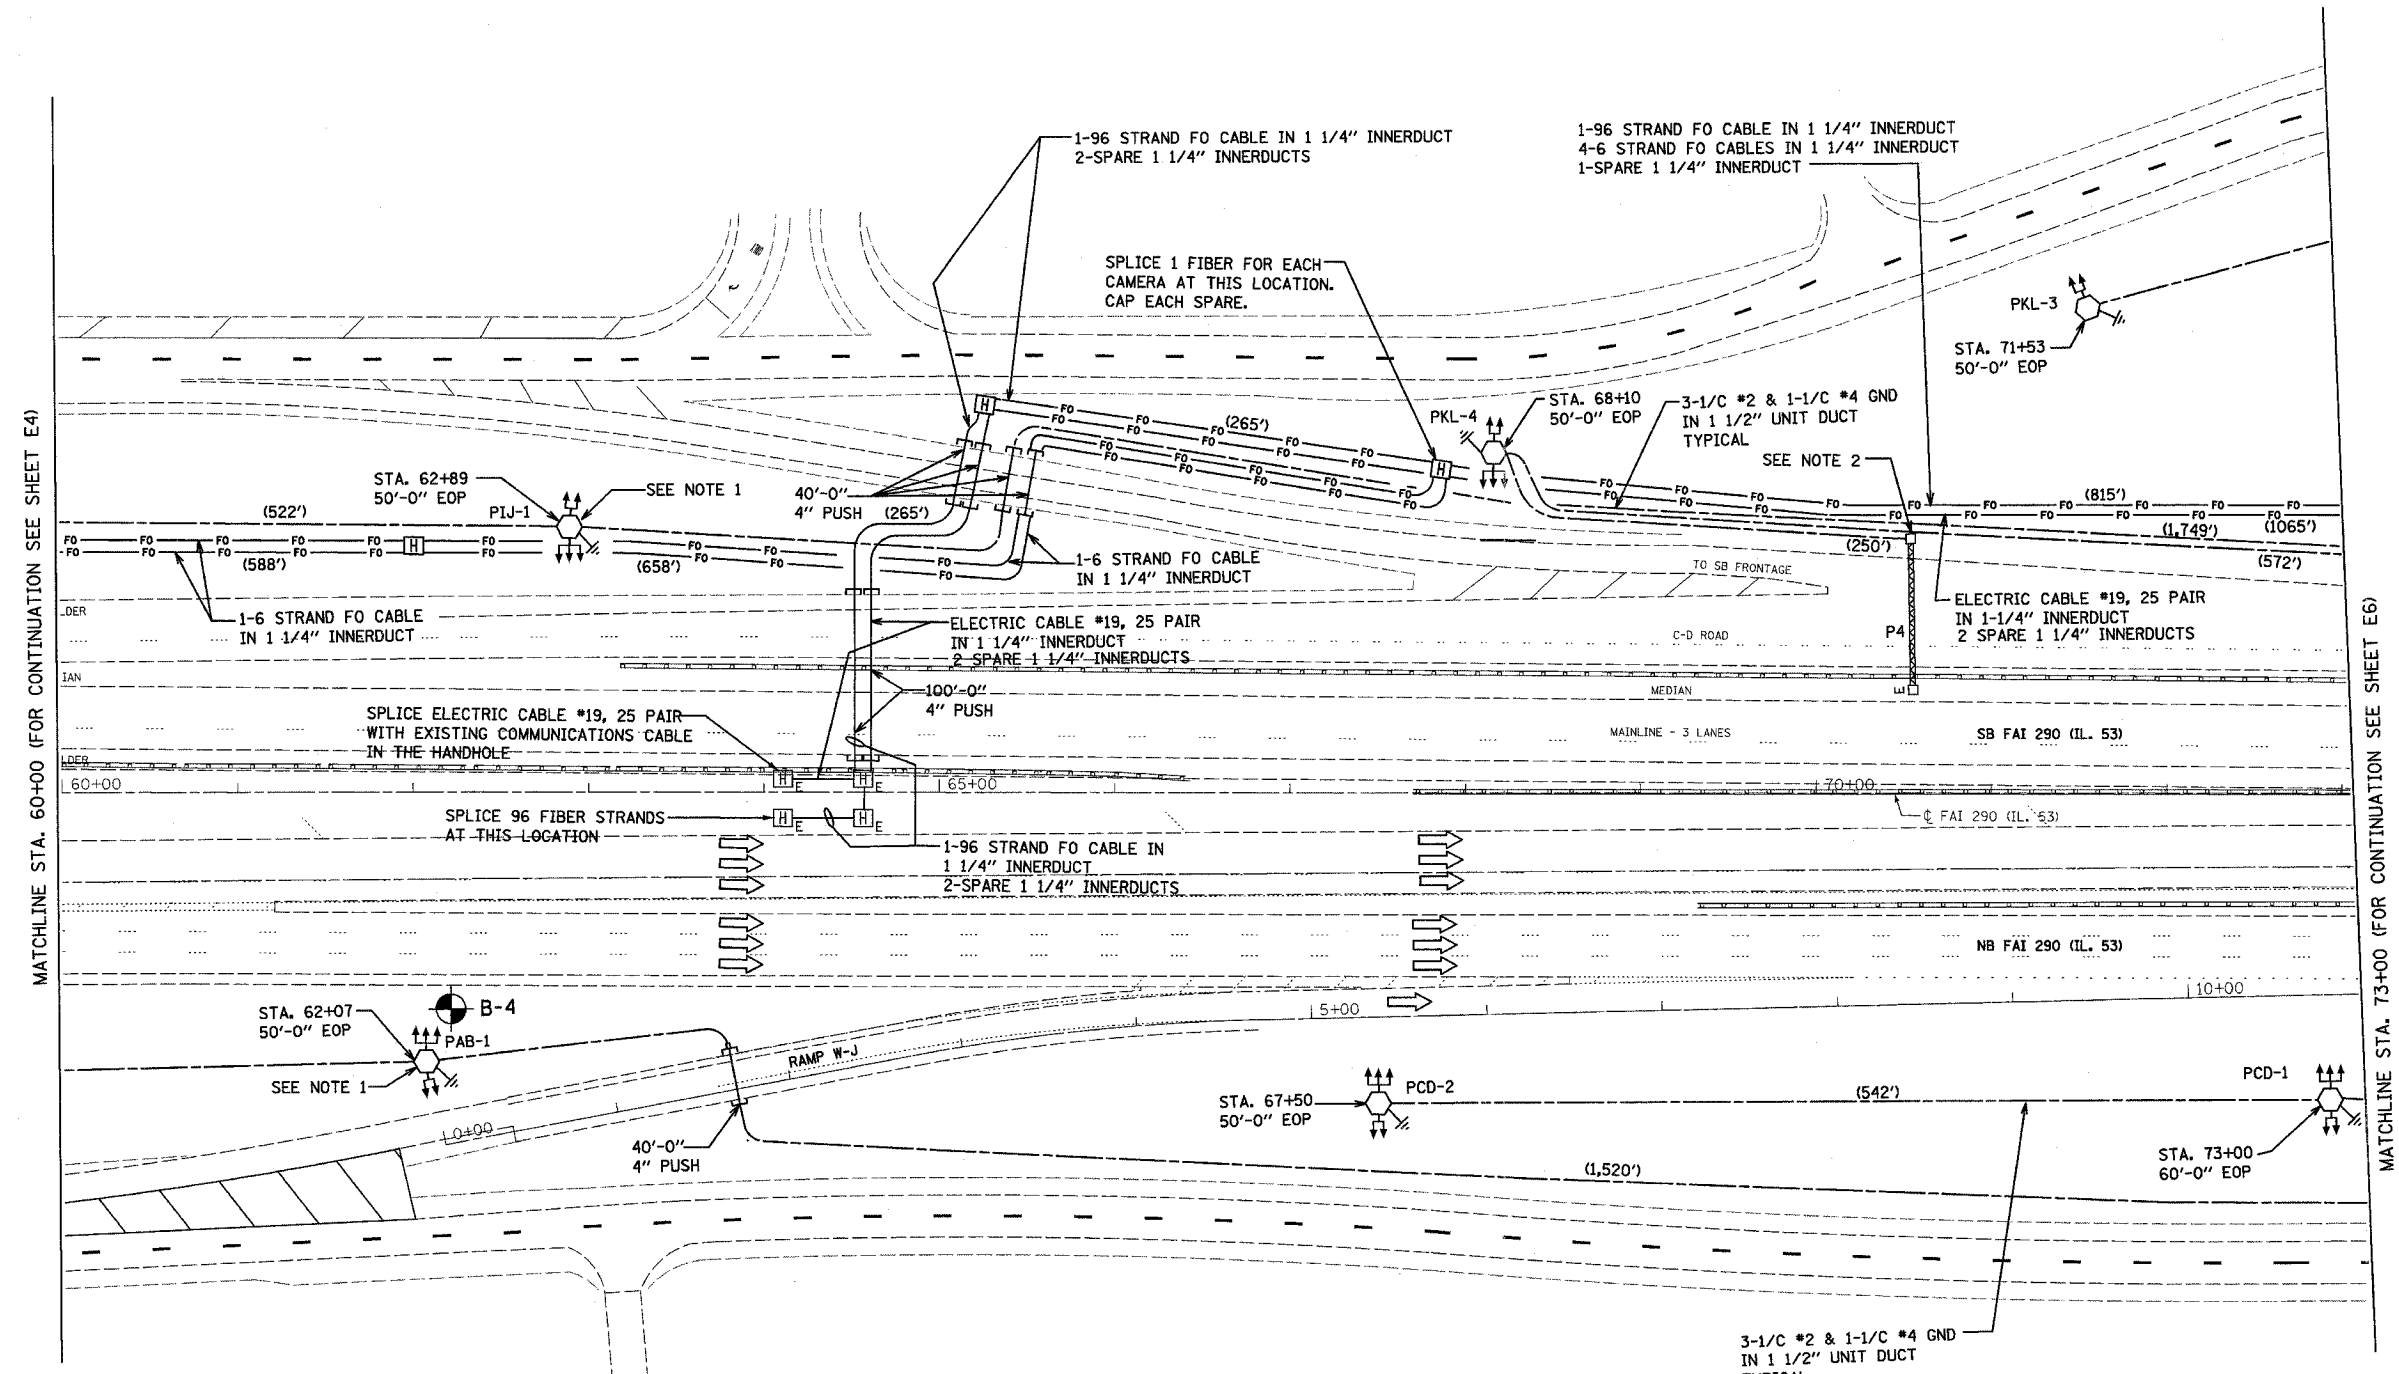 1-96 STRAND FO CABLE IN 1 1/4" INNERDUCT
2-SPARE 1 1/4" INNERDUCTS
1-96 STRAND FO CABLE IN 1 1/4" INNERDUCT
4-6 STRAND FO CABLES IN 1 1/4" INNERDUCT
1-SPARE 1 1/4" INNERDUCT
SPLICE 1 FIBER FOR EACH
CAMERA AT THIS LOCATION.
CAP EACH SPARE.
PKL-3
STA. 71+53
50'-0" EOP
PKL-4
STA. 68+10
50'-0" EOP
3-1/C #2 & 1-1/C #4 GND
IN 1 1/2" UNIT DUCT
TYPICAL
SEE NOTE 2
MATCHLINE STA. 60+00 (FOR CONTINUATION SEE SHEET E4)
STA. 62+89
50'-0" EOP
SEE NOTE 1
PIJ-1
(522')
(588')
(658')
40'-0"
4" PUSH
(265')
(265')
(815')
(1,749')
(1065')
(250')
(572')
1-6 STRAND FO CABLE
IN 1 1/4" INNERDUCT
1-6 STRAND FO CABLE
IN 1 1/4" INNERDUCT
TO SB FRONTAGE
ELECTRIC CABLE #19, 25 PAIR
IN 1-1/4" INNERDUCT
2 SPARE 1 1/4" INNERDUCTS
P4
ELECTRIC CABLE #19, 25 PAIR
IN 1 1/4" INNERDUCT
2 SPARE 1 1/4" INNERDUCTS
C-D ROAD
DER
IAN
MEDIAN
E
100'-0"
4" PUSH
SPLICE ELECTRIC CABLE #19, 25 PAIR
WITH EXISTING COMMUNICATIONS CABLE
IN THE HANDHOLE
MAINLINE - 3 LANES
SB FAI 290 (IL. 53)
DER
60+00
65+00
70+00
H E
H E
SPLICE 96 FIBER STRANDS
AT THIS LOCATION
H E
H E
℄ FAI 290 (IL. 53)
1-96 STRAND FO CABLE IN
1 1/4" INNERDUCT
2-SPARE 1 1/4" INNERDUCTS
NB FAI 290 (IL. 53)
MATCHLINE STA. 73+00 (FOR CONTINUATION SEE SHEET E6)
STA. 62+07
50'-0" EOP
B-4
PAB-1
SEE NOTE 1
RAMP W-J
0+00
5+00
10+00
40'-0"
4" PUSH
STA. 67+50
50'-0" EOP
PCD-2
(542')
PCD-1
STA. 73+00
60'-0" EOP
(1,520')
3-1/C #2 & 1-1/C #4 GND
IN 1 1/2" UNIT DUCT